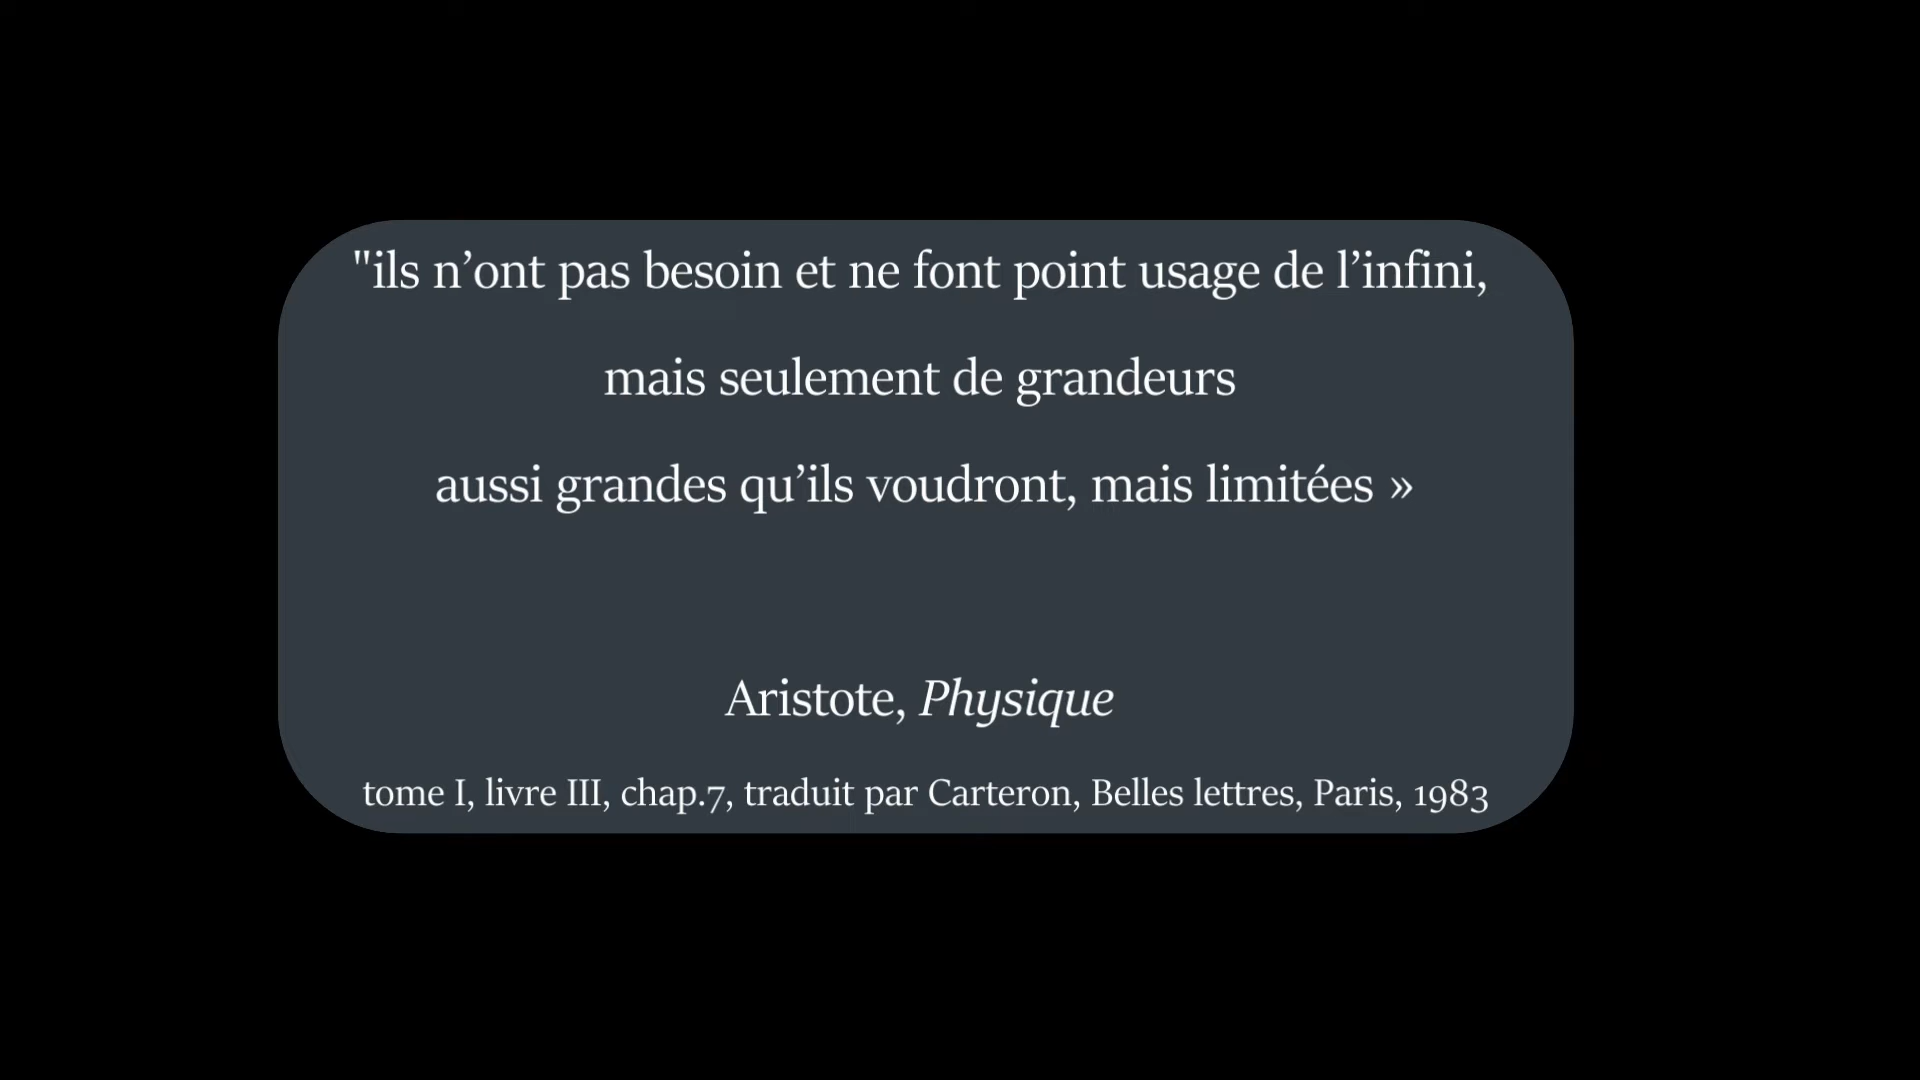 "ils n’ont pas besoin et ne font point usage de l’infini,
mais seulement de grandeurs
aussi grandes qu’ils voudront, mais limitées »
Aristote, Physique
tome I, livre III, chap.7, traduit par Carteron, Belles lettres, Paris, 1983